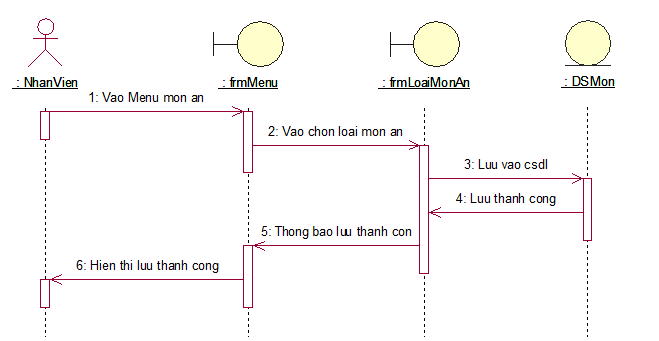 : NhanVien
: frmMenu
: frmLoaiMonAn
: DSMon
1: Vao Menu mon an
2: Vao chon loai mon an
3: Luu vao csdl
4: Luu thanh cong
5: Thong bao luu thanh con
6: Hien thi luu thanh cong